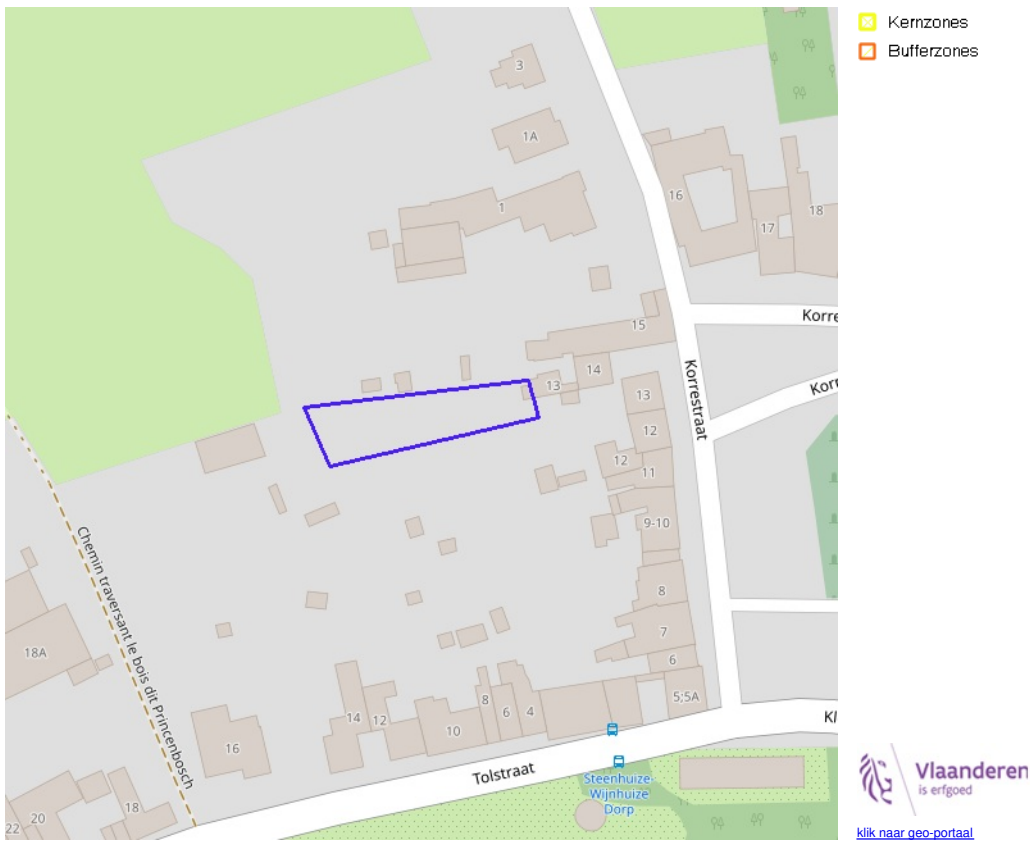 Kernzones
Bufferzones
3
1A
1
16
17
18
Korre
15
14
13
Korrestraat
13
Korr
12
12
11
9-10
8
7
6
5;5A
Chemin traversant le bois dit Princenbosch
18A
14
12
10
8
6
4
16
Kl
Tolstraat
Steenhuize-
Wijnhuize
Dorp
18
20
22
Vlaanderen
is erfgoed
klik naar geo-portaal